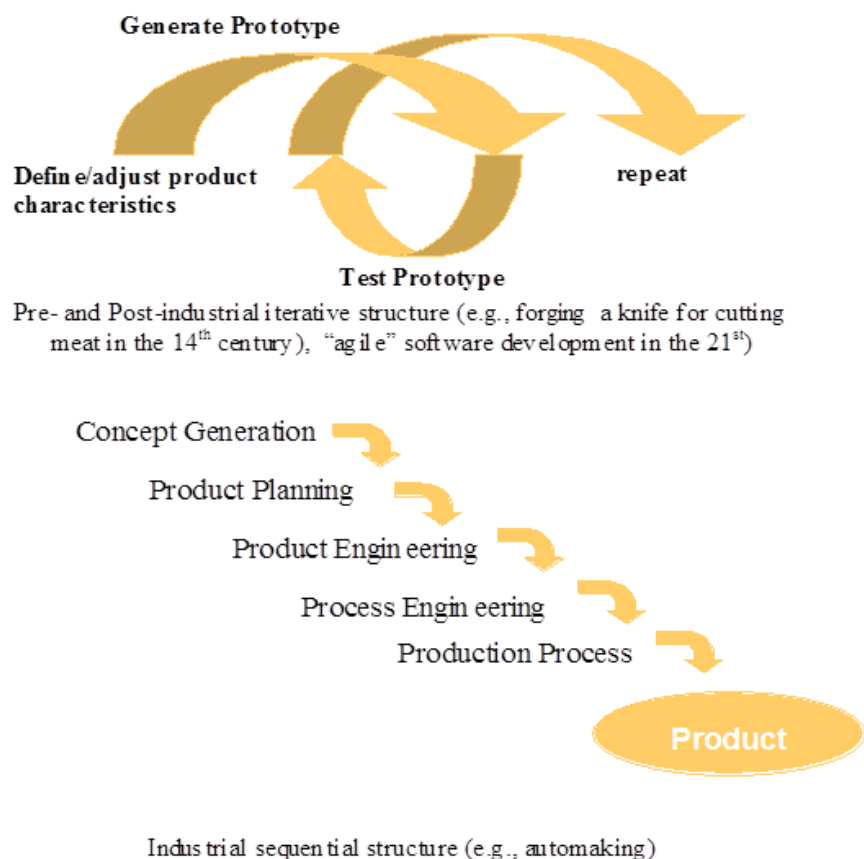 Generate Prototype
Define/adjust product
characteristics
repeat
Test Prototype
Pre- and Post-industrial iterative structure (e.g., forging a knife for cutting
meat in the 14th century), “agile” software development in the 21st)
Concept Generation
Product Planning
Product Engineering
Process Engineering
Production Process
Product
Industrial sequential structure (e.g., automaking)